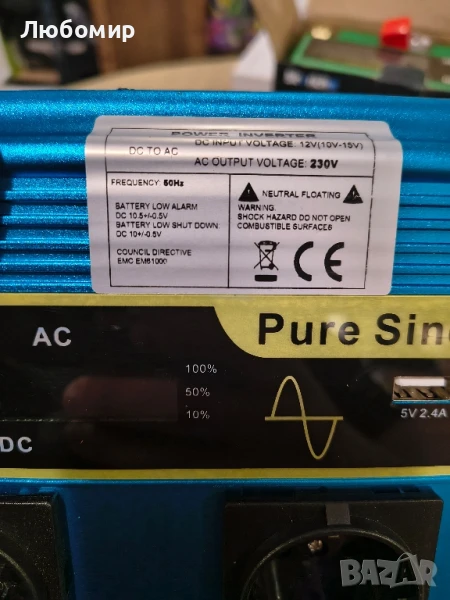 Любомир
POWER INVERTER
DC TO AC
DC INPUT VOLTAGE: 12V(10V-15V)
AC OUTPUT VOLTAGE: 230V
FREQUENCY: 50Hz
BATTERY LOW ALARM
DC 10.5+/-0.5V
BATTERY LOW SHUT DOWN:
DC 10+/-0.5V
COUNCIL DIRECTIVE
EMC EM61000
NEUTRAL FLOATING
WARNING:
SHOCK HAZARD DO NOT OPEN
COMBUSTIBLE SURFACES
CE
AC
Pure Sine
100%
50%
10%
5V 2.4A
DC
BAZAR